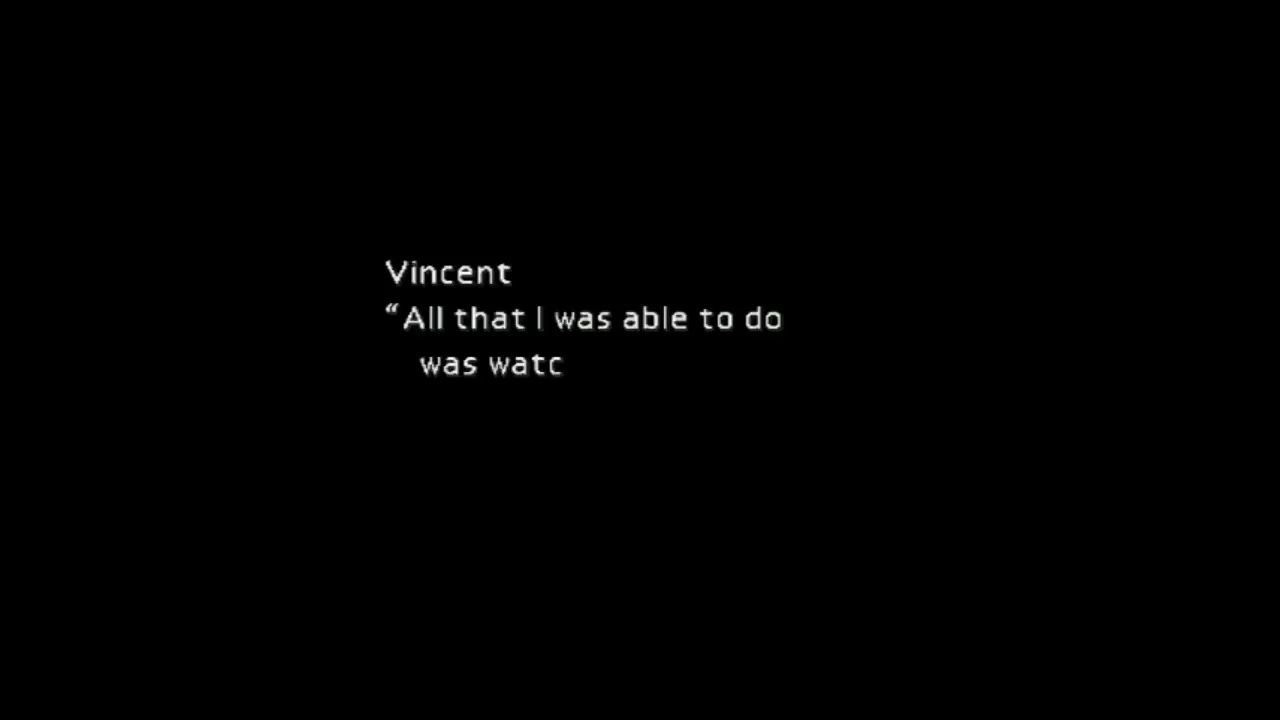 Vincent
“All that I was able to do
was watc